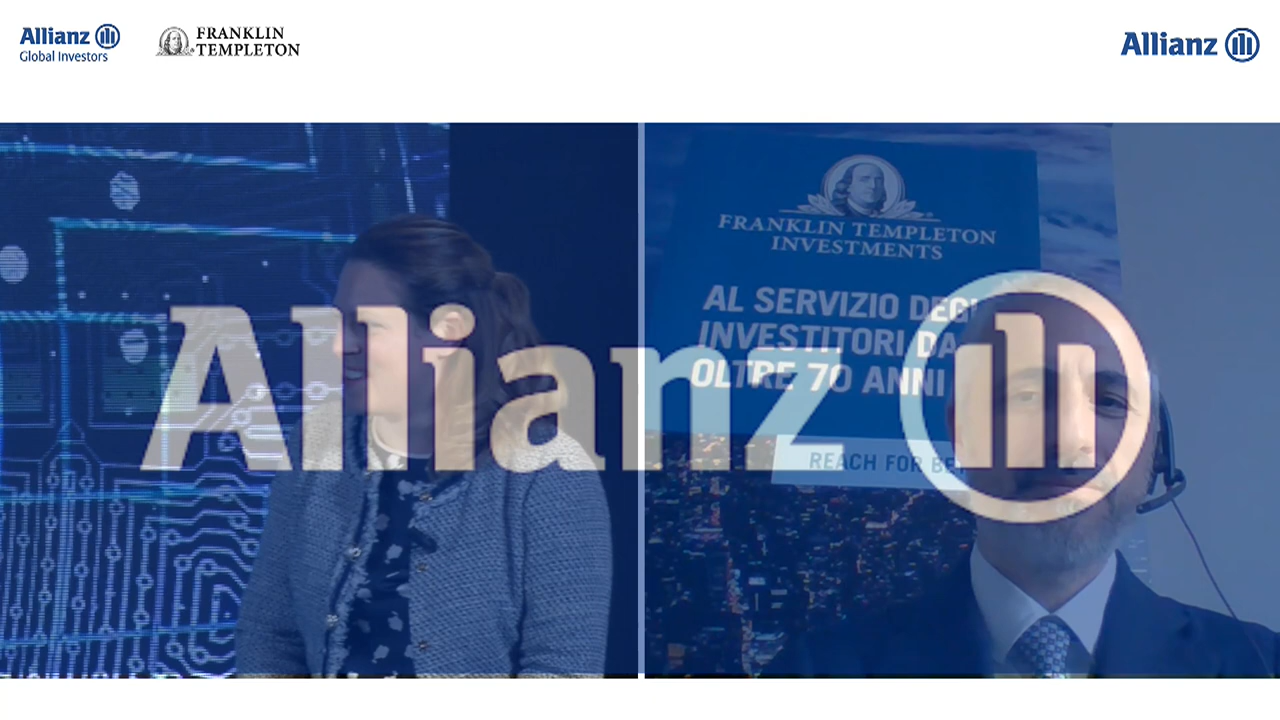 Allianz
Global Investors
FRANKLIN
TEMPLETON
Allianz
FRANKLIN TEMPLETON
INVESTMENTS
AL SERVIZIO DEGL
INVESTITORI DA
OLTRE 70 ANNI
REACH FOR BE
Allianz